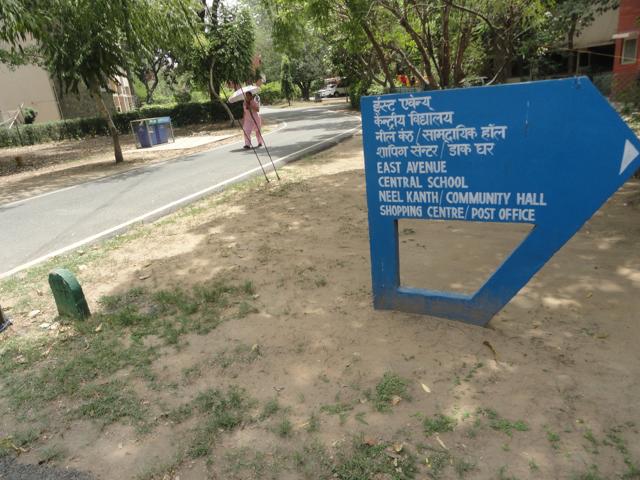 ईस्ट एवेन्यू
केन्द्रीय विद्यालय
नील कंठ/सामुदायिक हॉल
शापिंग सेन्टर/डाक घर
EAST AVENUE
CENTRAL SCHOOL
NEEL KANTH/COMMUNITY HALL
SHOPPING CENTRE/POST OFFICE